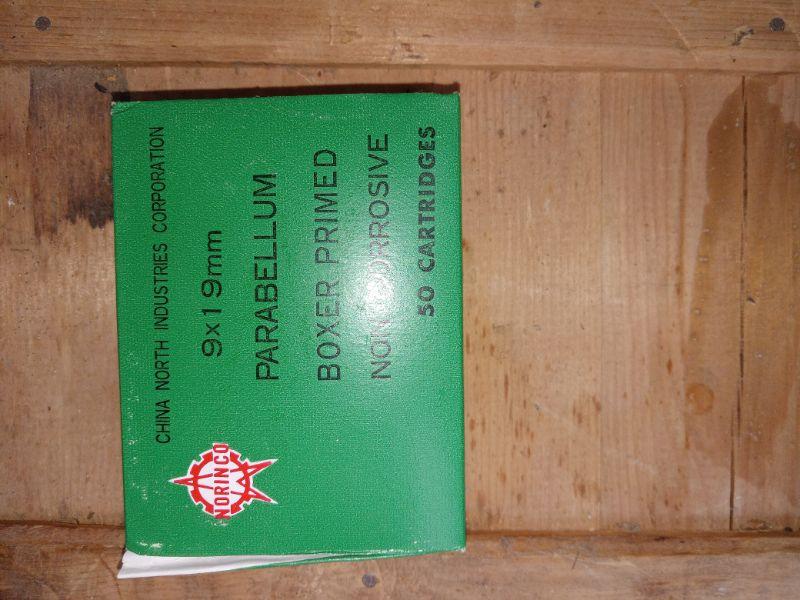 CHINA NORTH INDUSTRIES CORPORATION
9x19mm
PARABELLUM
BOXER PRIMED
NON CORROSIVE
50 CARTRIDGES
NORINCO